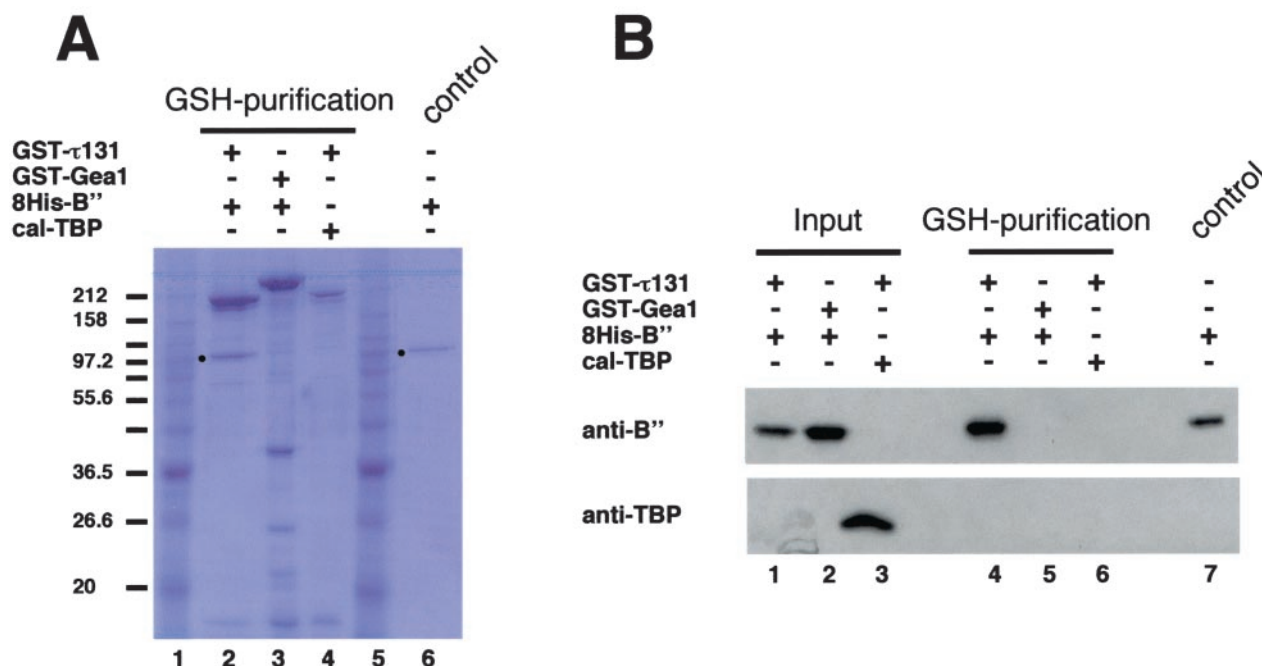 A
GSH-purification
control
GST-τ131 + - + -
GST-Gea1 - + - -
8His-B’’ + + - +
cal-TBP - - + -
212
158
97.2
55.6
36.5
26.6
20
1 2 3 4 5 6
B
Input
GSH-purification
control
GST-τ131 + - + + - + -
GST-Gea1 - + - - + - -
8His-B’’ + + - + + - +
cal-TBP - - + - - + -
anti-B’’
anti-TBP
1 2 3 4 5 6 7